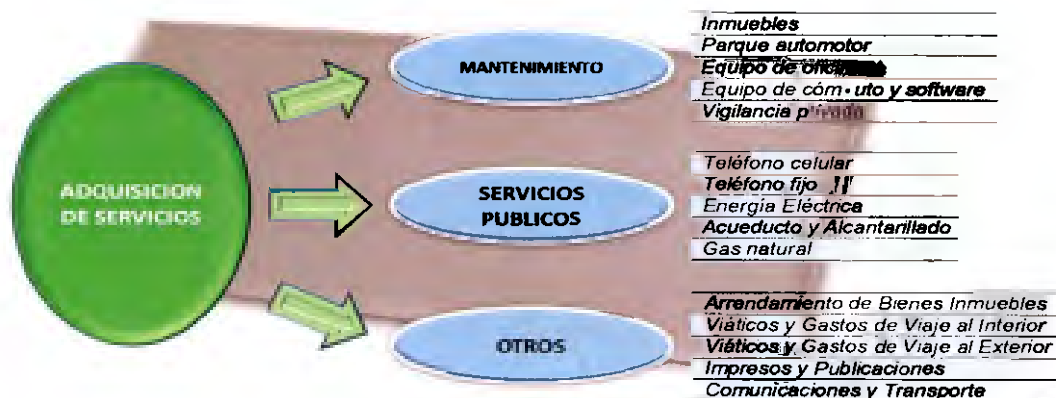 ADQUISICION
DE SERVICIOS
MANTENIMIENTO
Inmuebles
Parque automotor
Equipo de
Equipo de cóm uto y software
Vigilancia
SERVICIOS
PUBLICOS
Teléfono celular
Teléfono fijo
Energía Eléctrica
Acueducto y Alcantarillado
Gas natural
OTROS
Arrendamiento de Bienes Inmuebles
Viáticos y Gastos de Viaje al Interior
Viáticos y Gastos de Viaje al Exterior
Impresos y Publicaciones
Comunicaciones y Transporte